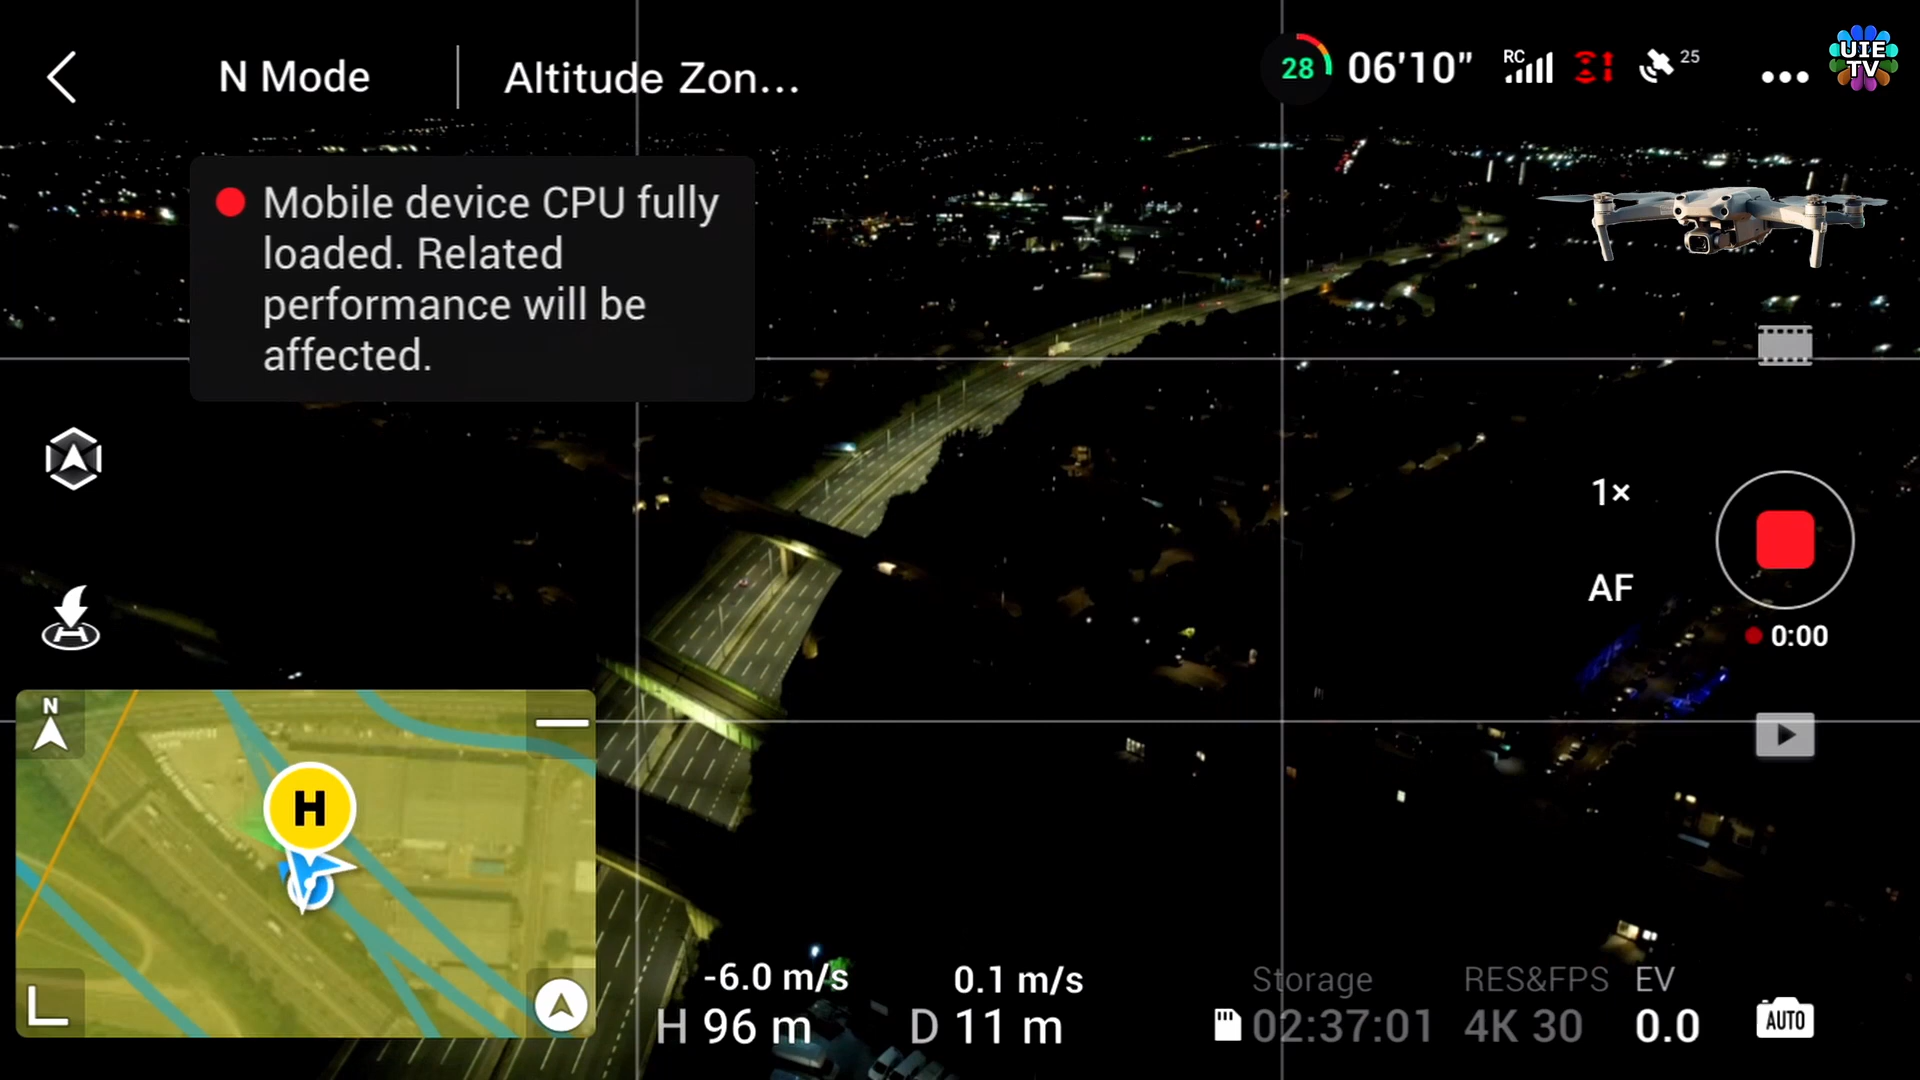 N Mode
Altitude Zon...
28
06'10"
RC
25
UIE
TV
Mobile device CPU fully
loaded. Related
performance will be
affected.
1×
AF
0:00
N
H
-6.0 m/s
0.1 m/s
H 96 m
D 11 m
Storage
RES&FPS
EV
02:37:01
4K 30
0.0
AUTO